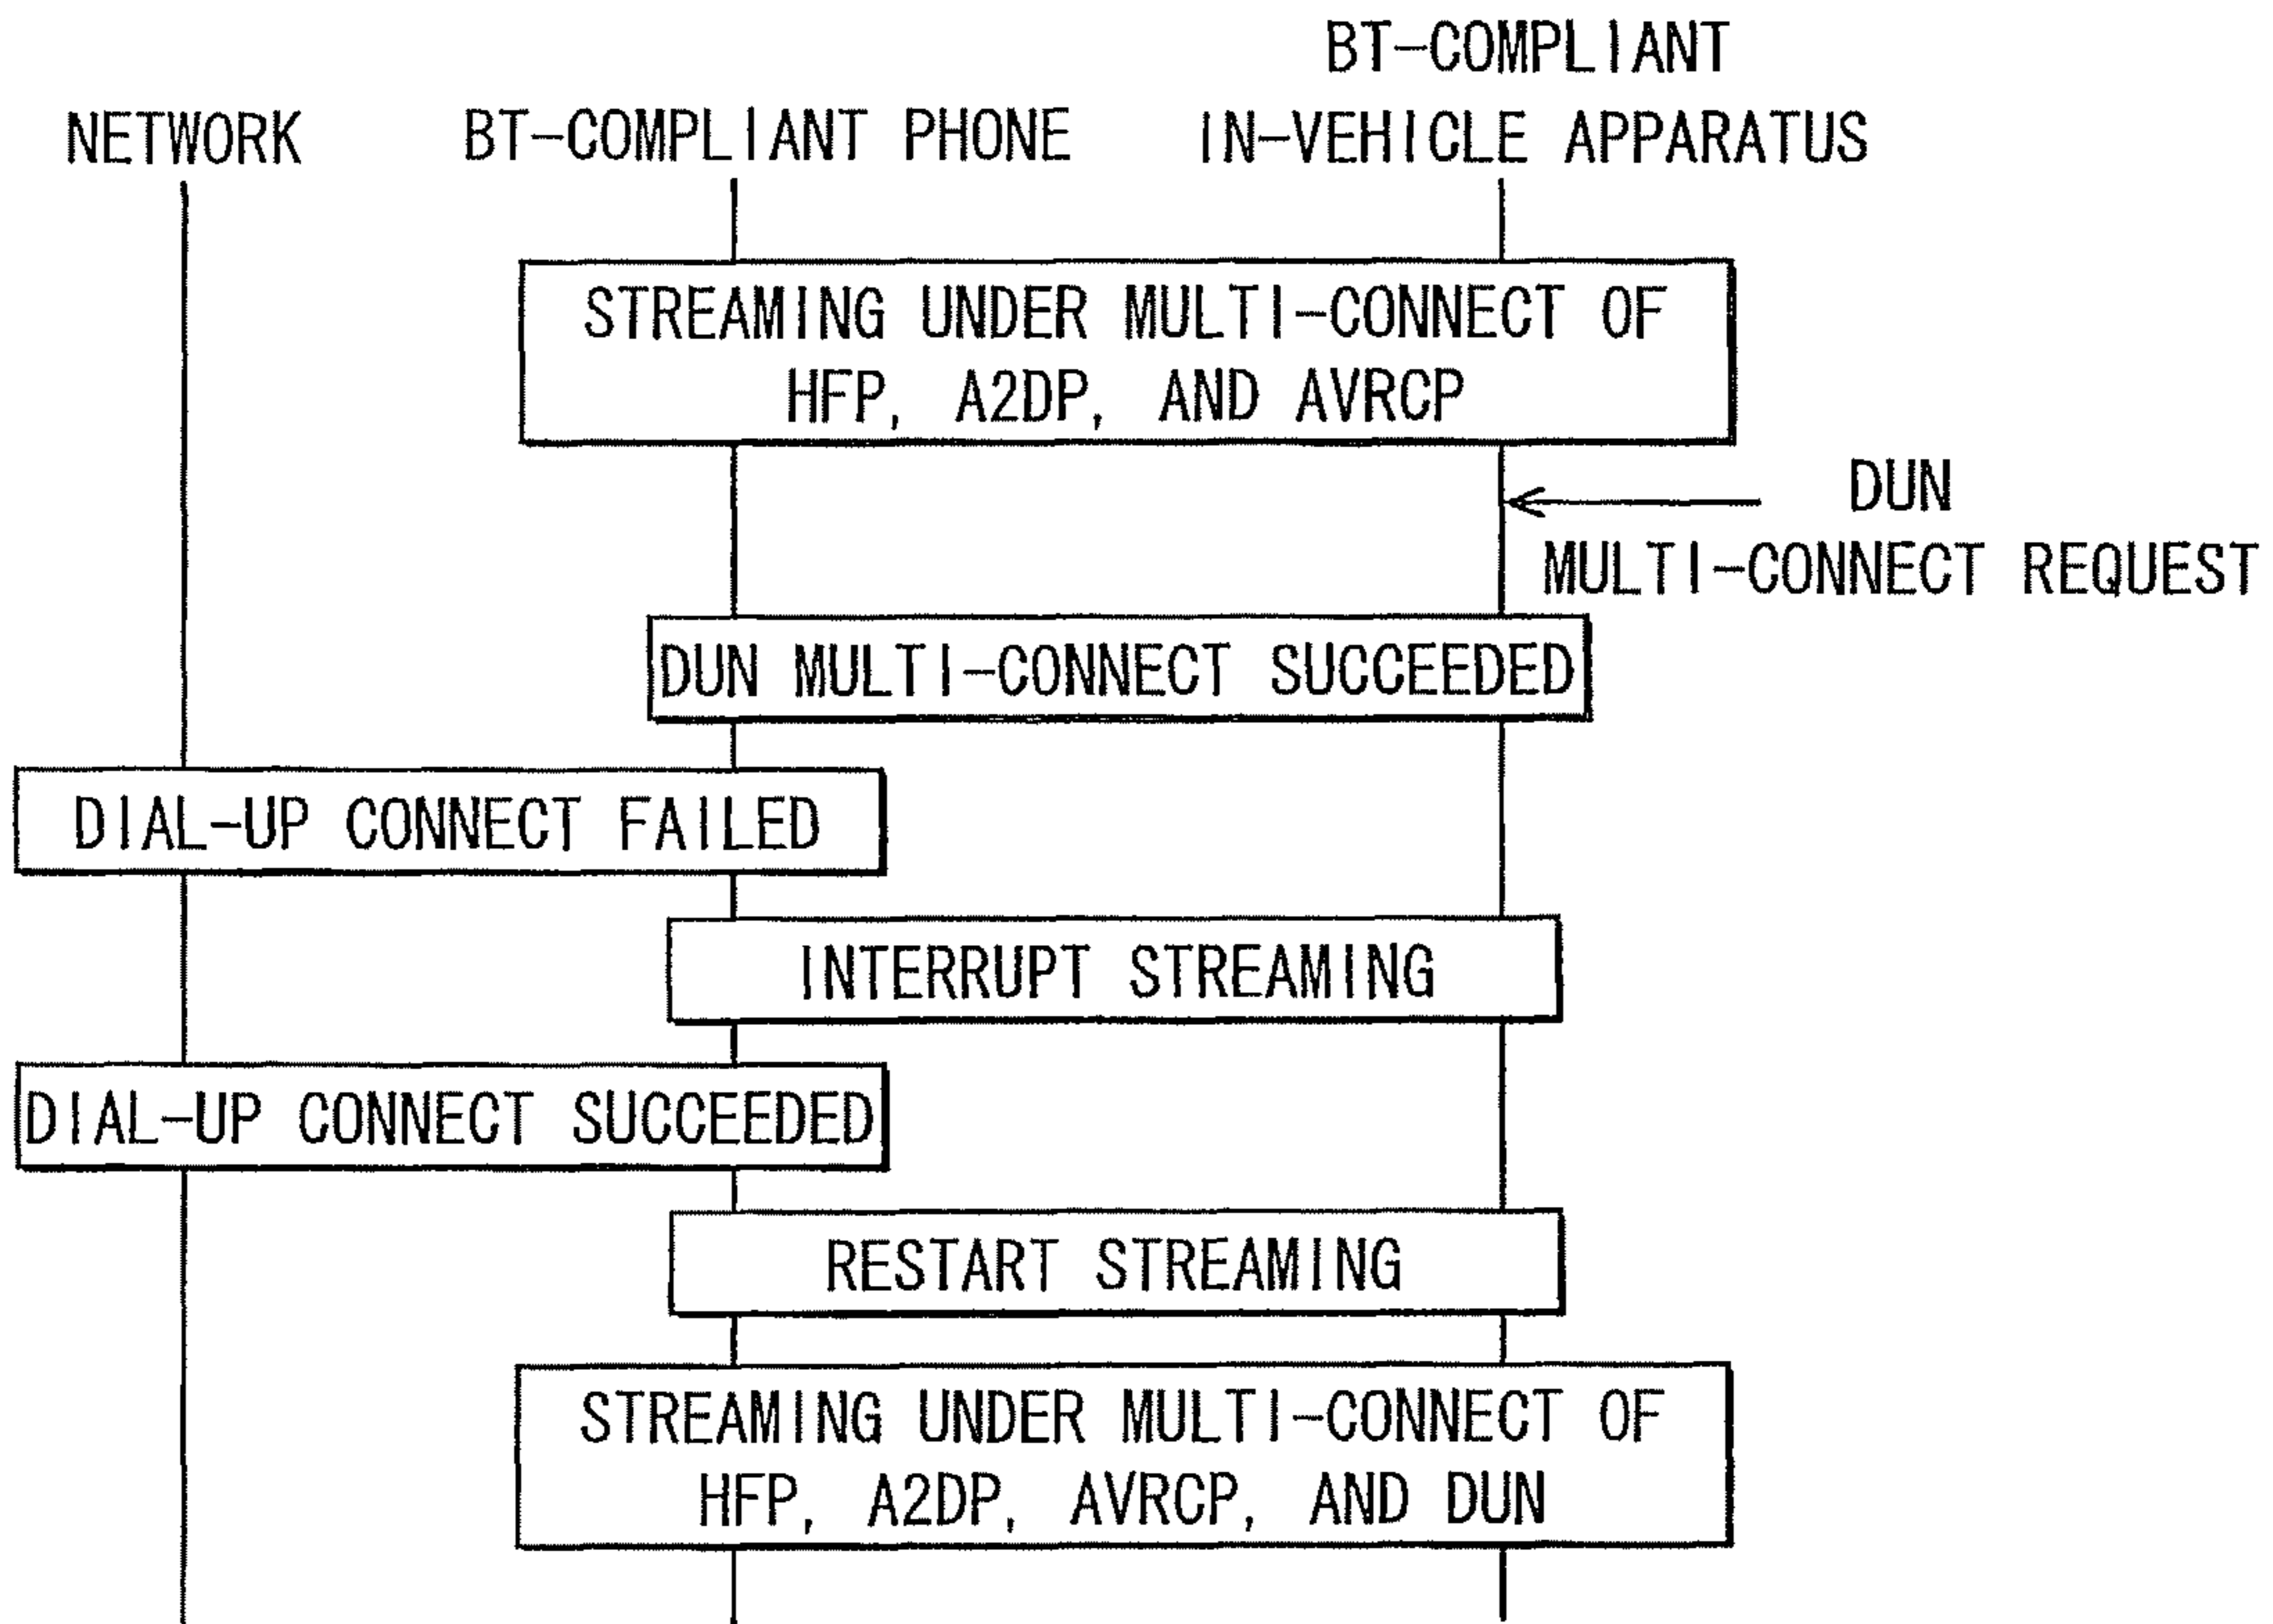 NETWORK
BT-COMPLIANT PHONE
BT-COMPLIANT
IN-VEHICLE APPARATUS
STREAMING UNDER MULTI-CONNECT OF
HFP, A2DP, AND AVRCP
DUN
MULTI-CONNECT REQUEST
DUN MULTI-CONNECT SUCCEEDED
DIAL-UP CONNECT FAILED
INTERRUPT STREAMING
DIAL-UP CONNECT SUCCEEDED
RESTART STREAMING
STREAMING UNDER MULTI-CONNECT OF
HFP, A2DP, AVRCP, AND DUN